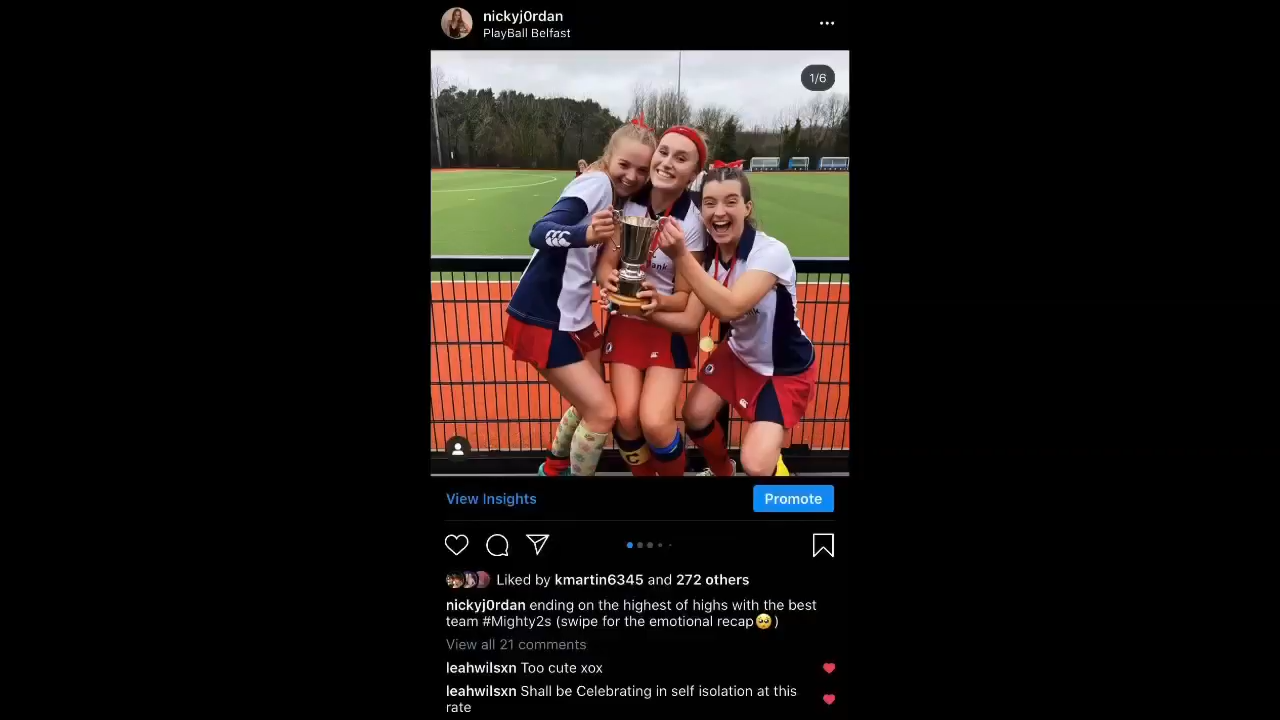 nickyj0rdan
PlayBall Belfast
1/6
ank
C
View Insights
Promote
Liked by kmartin6345 and 272 others
nickyj0rdan ending on the highest of highs with the best
team #Mighty2s (swipe for the emotional recap🥺)
View all 21 comments
leahwilsxn Too cute xox
leahwilsxn Shall be Celebrating in self isolation at this
rate